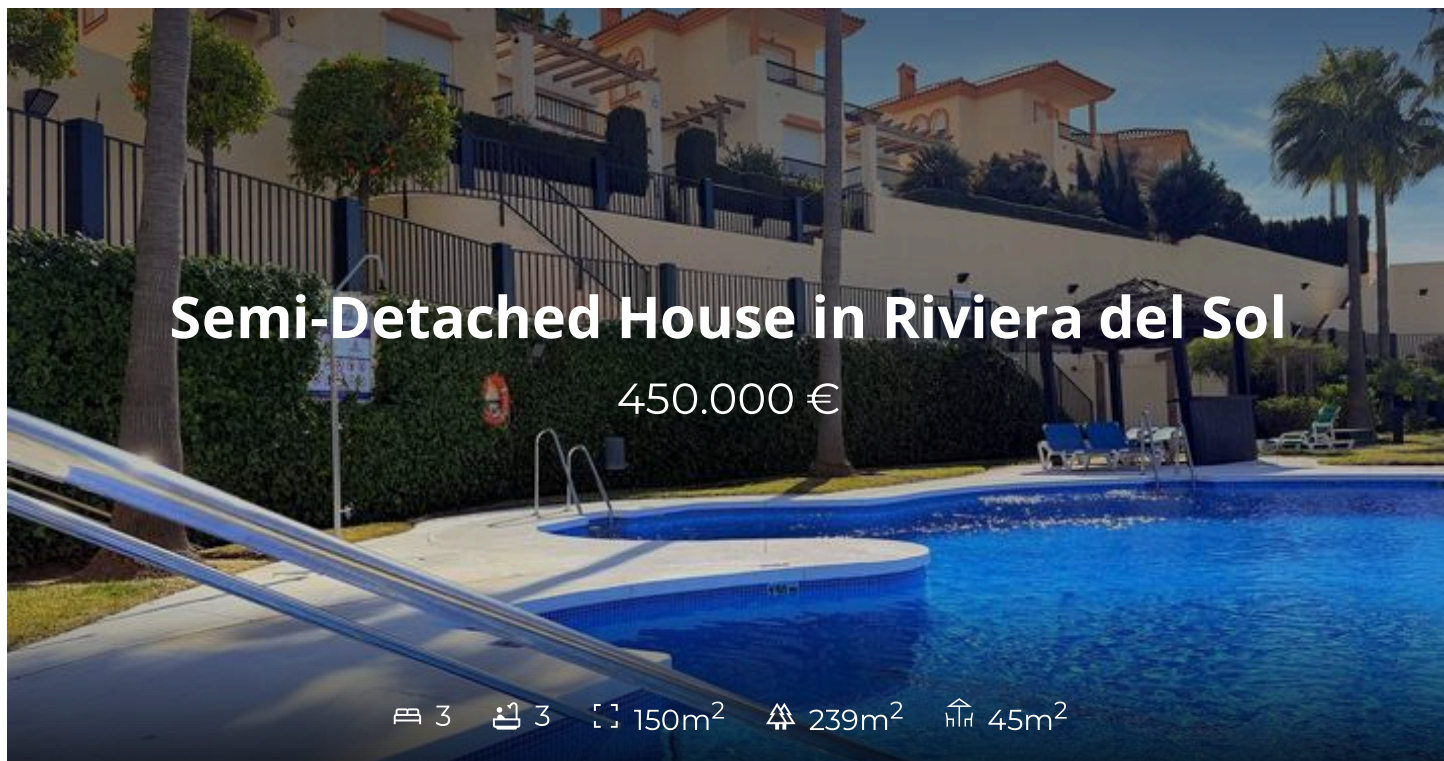 Semi-Detached House in Riviera del Sol
450.000 €
3 3 150m² 239m² 45m²